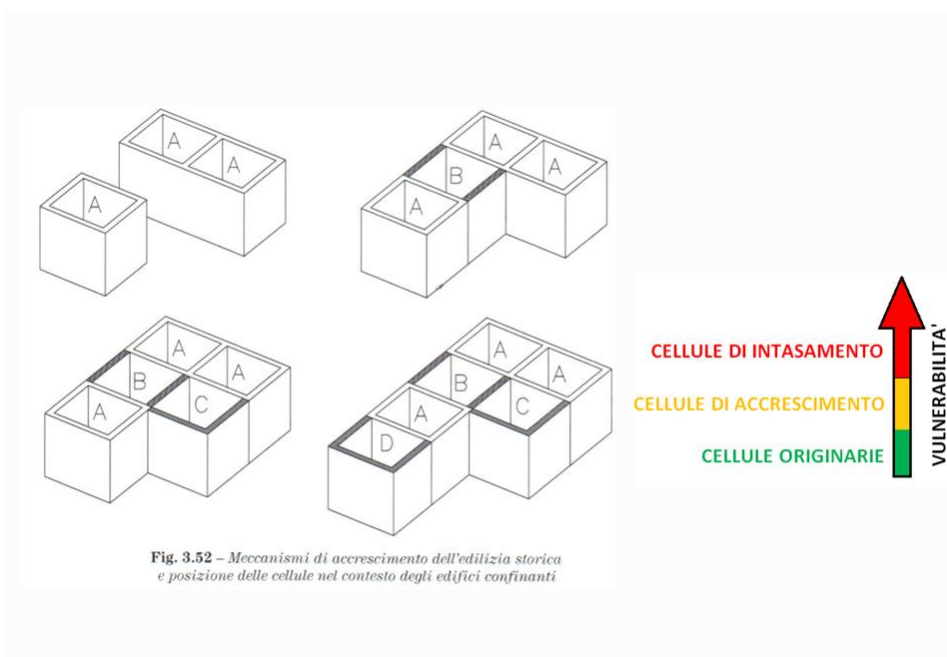 A
A
A
A
B
A
A
A
B
A
A
C
A
B
A
A
C
D
CELLULE DI INTASAMENTO
CELLULE DI ACCRESCIMENTO
CELLULE ORIGINARIE
VULNERABILITA'
Fig. 3.52 – Meccanismi di accrescimento dell'edilizia storica
e posizione delle cellule nel contesto degli edifici confinanti